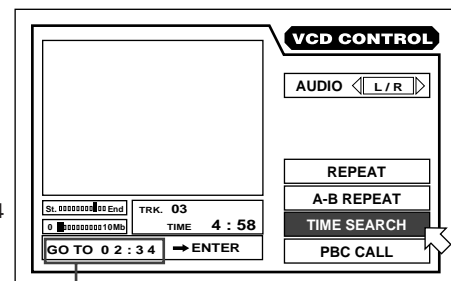 VCD CONTROL
AUDIO L / R
REPEAT
A-B REPEAT
TIME SEARCH
PBC CALL
St. End
0 10Mb
TRK. 03
TIME 4 : 58
GO TO 0 2 : 3 4 ➡ ENTER
4